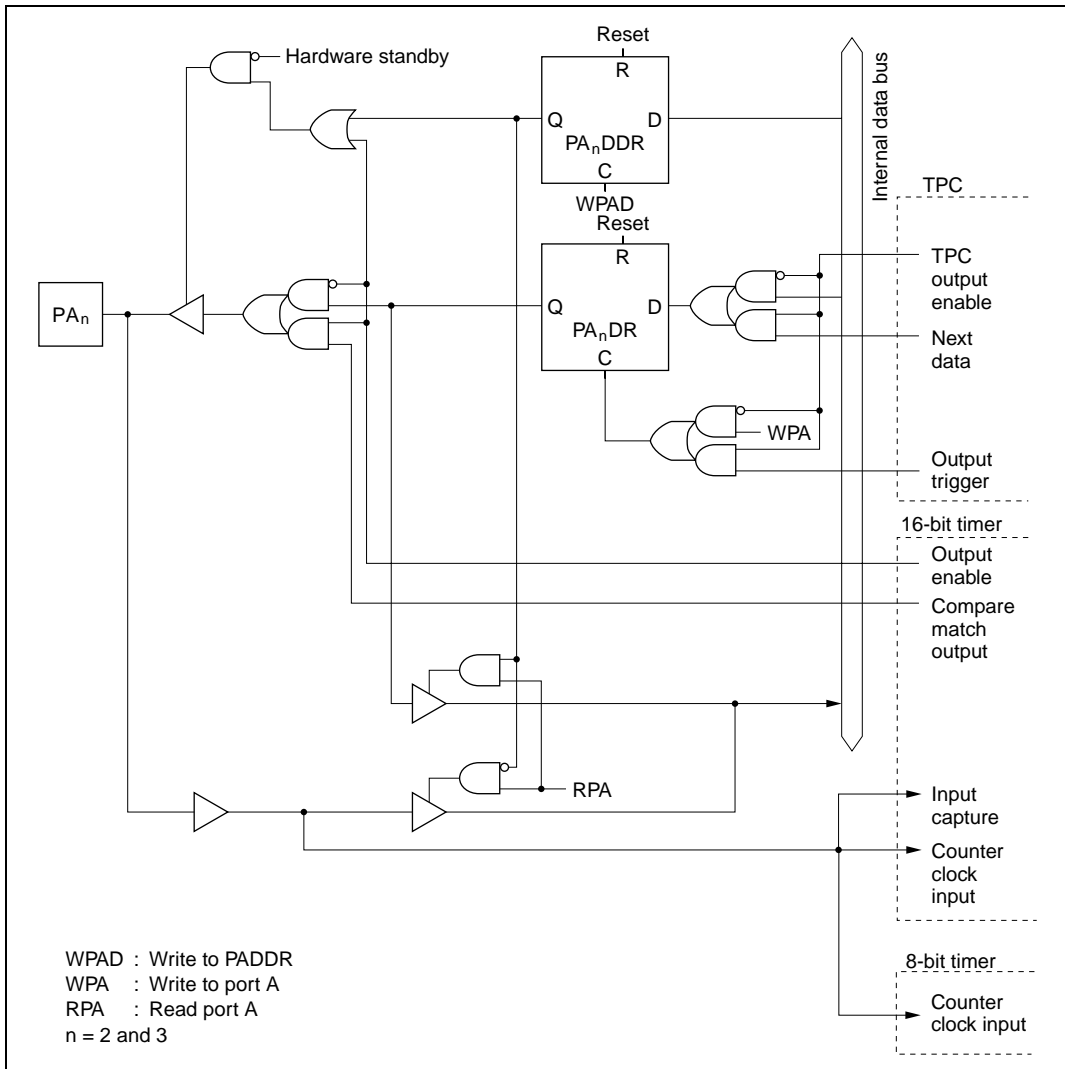 Reset
Hardware standby
R
Q
D
PAnDDR
C
WPAD
Internal data bus
TPC
Reset
R
Q
D
PAnDR
C
PAn
TPC
output
enable
Next
data
WPA
Output
trigger
16-bit timer
Output
enable
Compare
match
output
RPA
Input
capture
Counter
clock
input
8-bit timer
Counter
clock input
WPAD : Write to PADDR
WPA : Write to port A
RPA : Read port A
n = 2 and 3